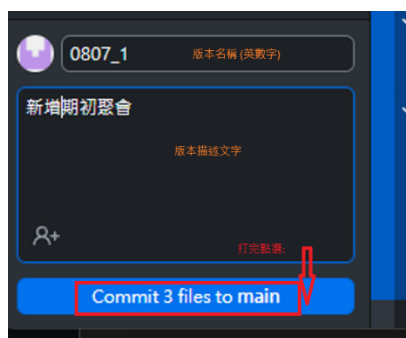 0807_1 版本名稱 (英數字)
新增期初聚會
版本描述文字
打完點選:
Commit 3 files to main